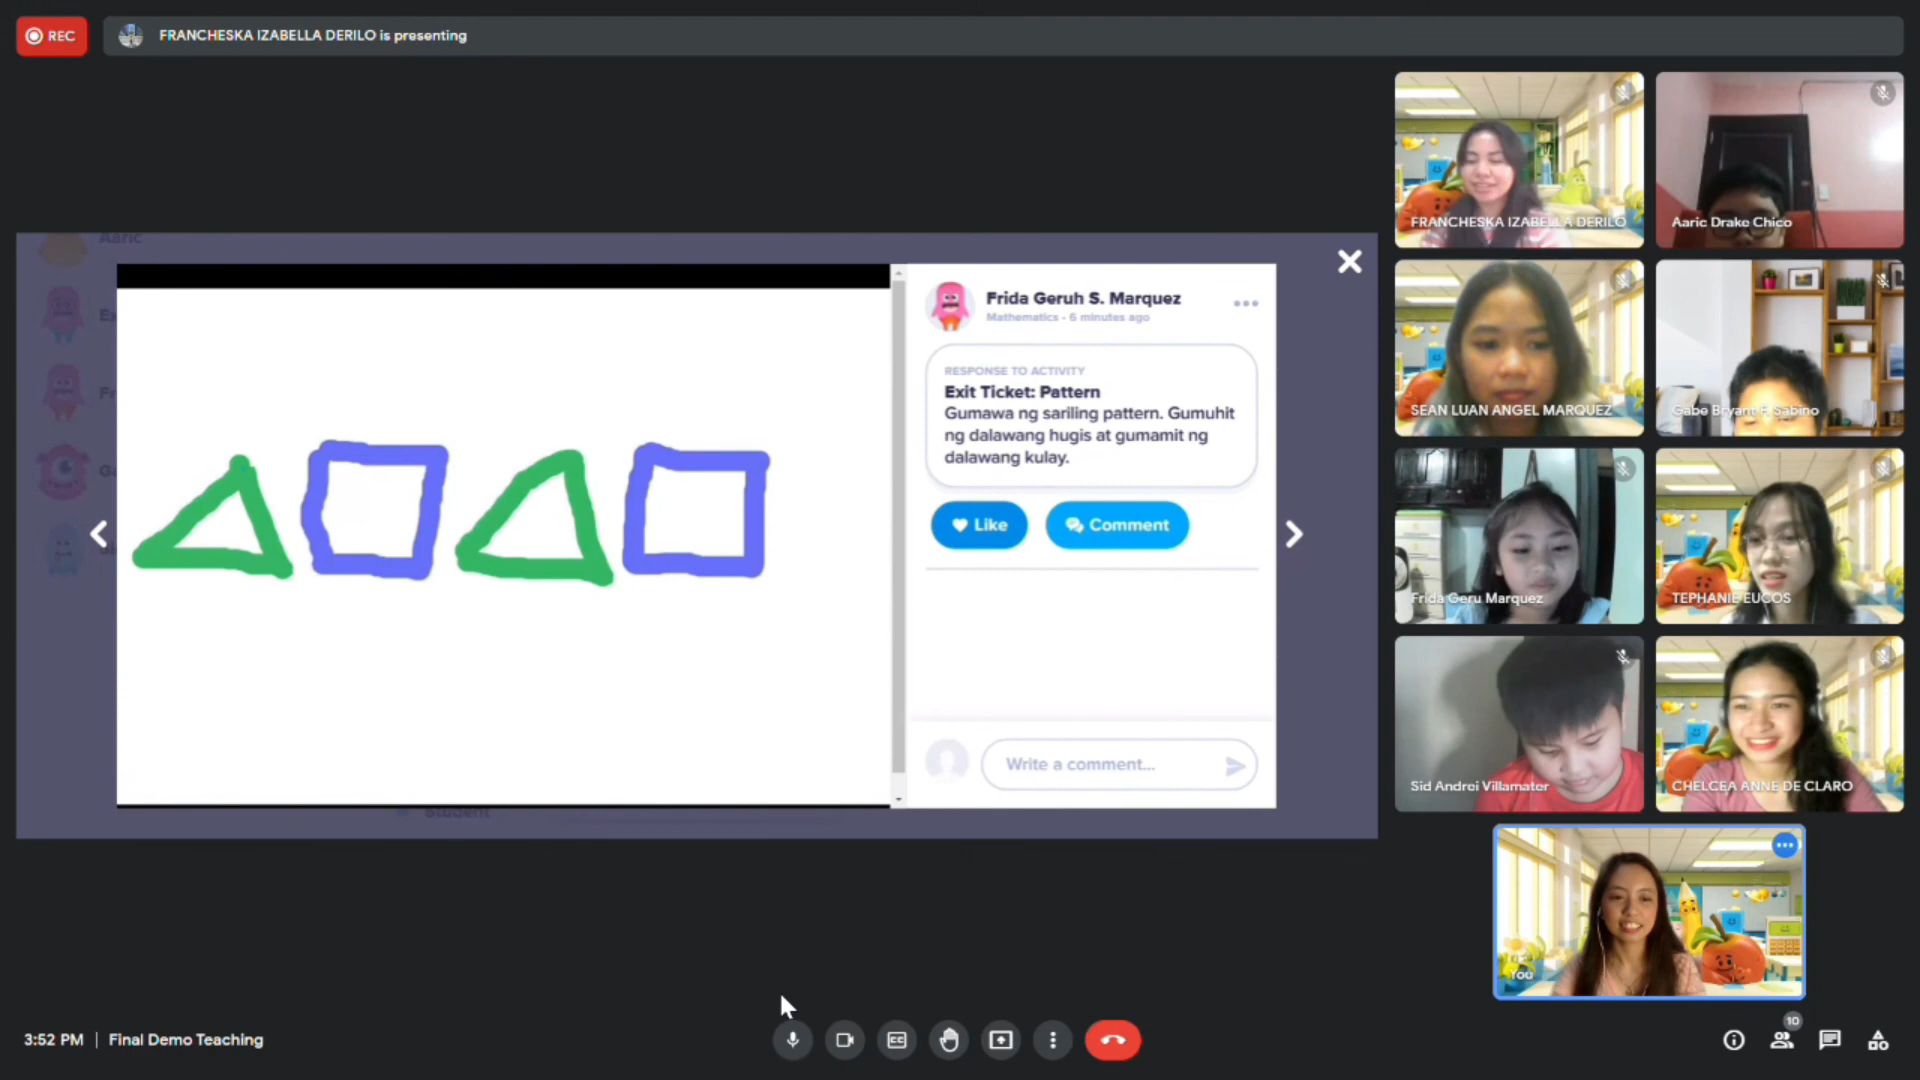 REC
FRANCHESKA IZABELLA DERILO is presenting
Aaric
Frida Geruh S. Marquez
Mathematics - 6 minutes ago
RESPONSE TO ACTIVITY
Exit Ticket: Pattern
Gumawa ng sariling pattern. Gumuhit
ng dalawang hugis at gumamit ng
dalawang kulay.
Like
Comment
Write a comment...
Student
FRANCHESKA IZABELLA DERILO
Aaric Drake Chico
SEAN LUAN ANGEL MARQUEZ
Gabe Bryant F. Sabino
Frida Geru Marquez
TEPHANIE EUCOS
Sid Andrei Villamater
CHELCEA ANNE DE CLARO
You
3:52 PM | Final Demo Teaching
CC
10